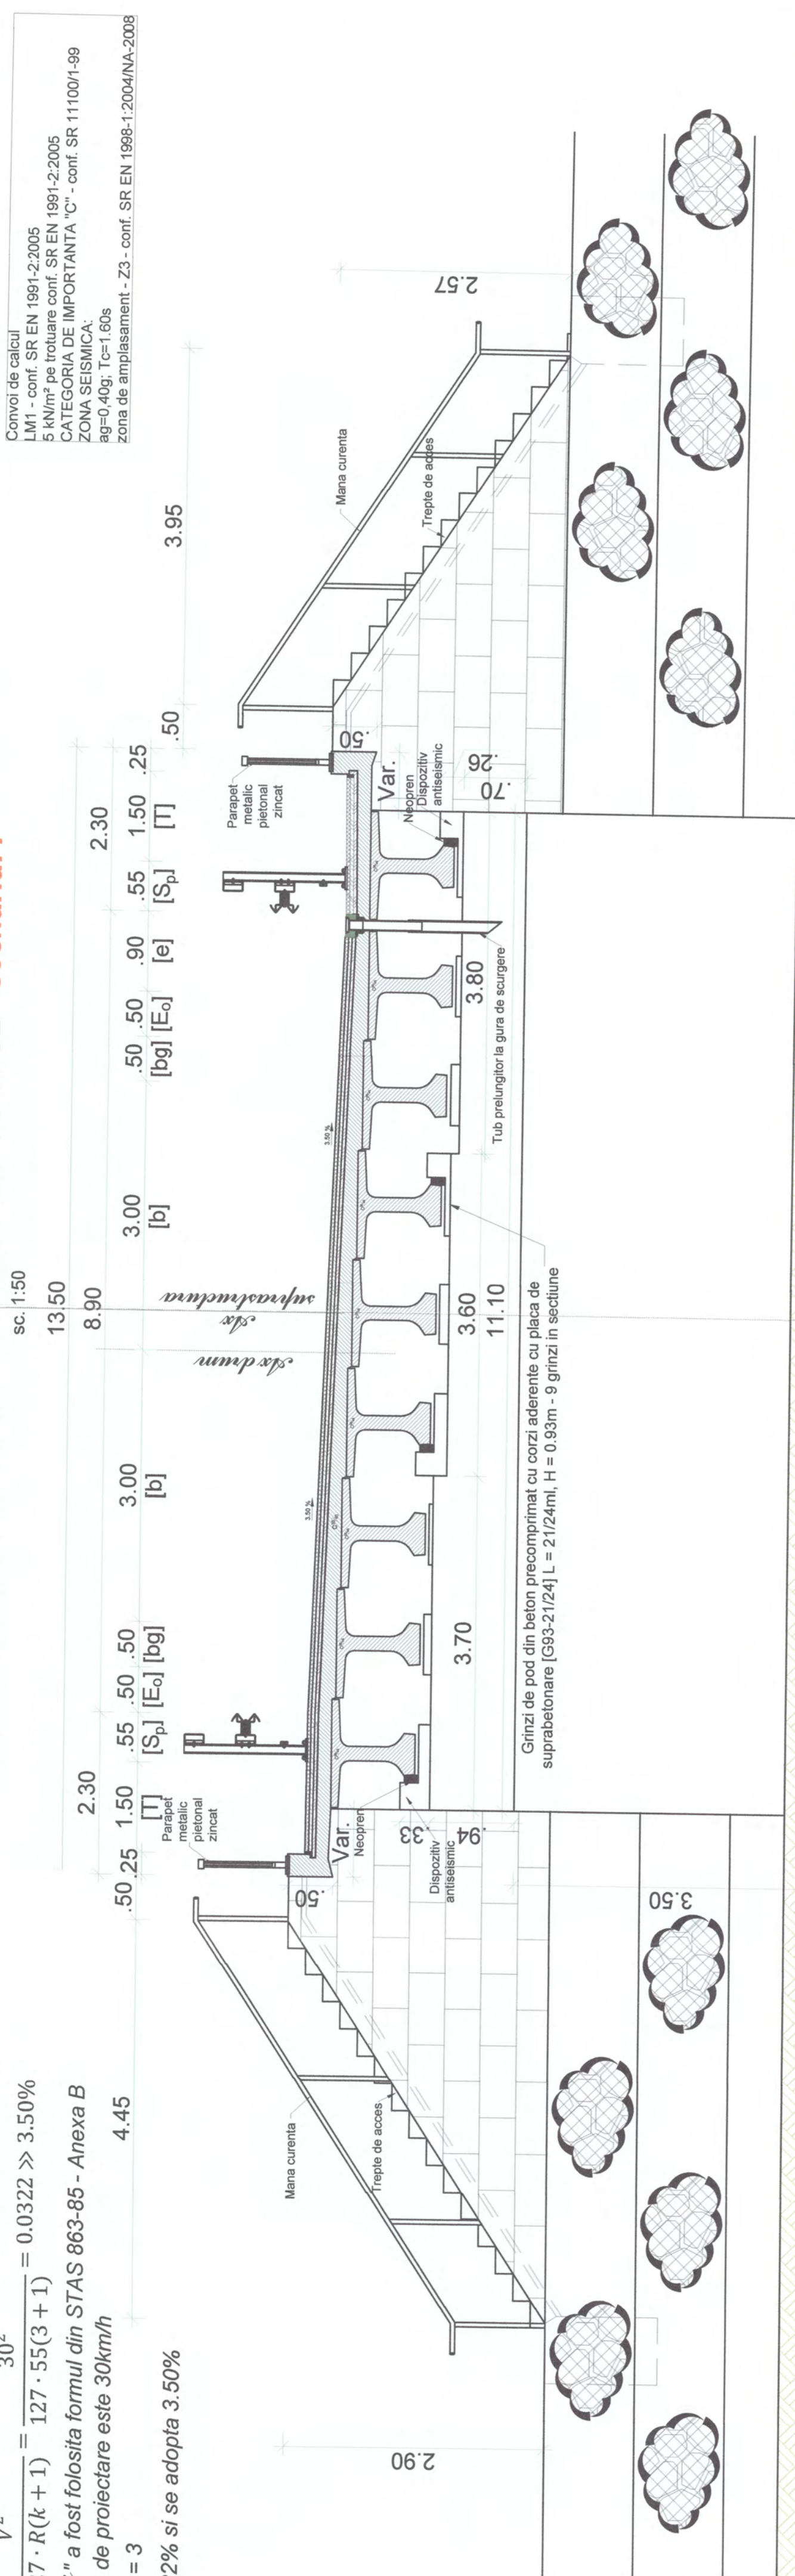 Convoi de calcul
LM1 - conf. SR EN 1991-2:2005
5 kN/m² pe trotuare conf. SR EN 1991-2:2005
CATEGORIA DE IMPORTANTA "C" - conf. SR 11100/1-99
ZONA SEISMICA:
ag=0,40g; Tc=1.60s
zona de amplasament - Z3 - conf. SR EN 1998-1:2004/NA-2008
30²
7 · R(k + 1) = 127 · 55(3 + 1) = 0.0322 ≫ 3.50%
" a fost folosita formul din STAS 863-85 - Anexa B
de proiectare este 30km/h
= 3
2% si se adopta 3.50%
sc. 1:50
13.50
2.30
8.90
2.30
4.45
.50
.25
1.50
.55
.50
.50
3.00
3.00
.50
.50
.90
.55
1.50
.25
.50
3.95
[T]
[Sp]
[Eo]
[bg]
[b]
[b]
[bg]
[Eo]
[e]
[Sp]
[T]
Parapet
metalic
pietonal
zincat
Parapet
metalic
pietonal
zincat
Ax drum
Ax
suprastructura
3.50 %
3.50 %
Mana curenta
Trepte de acces
Mana curenta
Trepte de acces
2.90
.50
Var.
Neopren
.33
Dispozitiv
antiseismic
.94
3.50
3.70
3.60
11.10
3.80
Tub prelungitor la gura de scurgere
.50
Var.
Neopren
Dispozitiv
antiseismic
.26
.70
2.57
Grinzi de pod din beton precomprimat cu corzi aderente cu placa de
suprabetonare [G93-21/24] L = 21/24ml, H = 0.93m - 9 grinzi in sectiune